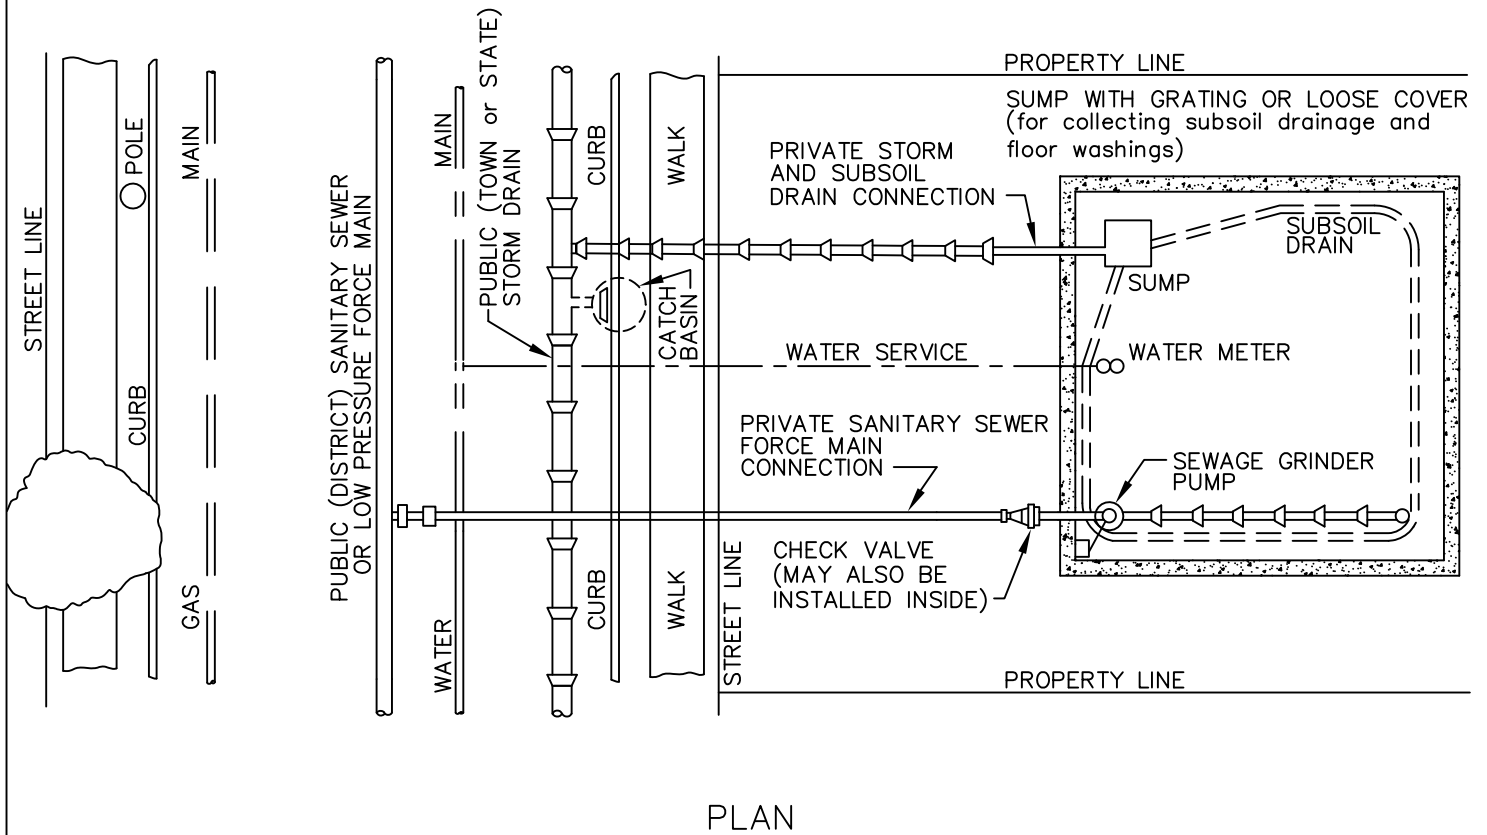 STREET LINE
POLE
CURB
MAIN
GAS
PUBLIC (DISTRICT) SANITARY SEWER
OR LOW PRESSURE FORCE MAIN
MAIN
WATER
PUBLIC (TOWN or STATE)
STORM DRAIN
CURB
WALK
CATCH
BASIN
CURB
WALK
STREET LINE
PROPERTY LINE
SUMP WITH GRATING OR LOOSE COVER
(for collecting subsoil drainage and
floor washings)
PRIVATE STORM
AND SUBSOIL
DRAIN CONNECTION
SUBSOIL
DRAIN
SUMP
WATER SERVICE
WATER METER
PRIVATE SANITARY SEWER
FORCE MAIN
CONNECTION
SEWAGE GRINDER
PUMP
CHECK VALVE
(MAY ALSO BE
INSTALLED INSIDE)
PROPERTY LINE
PLAN